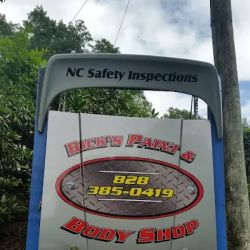 NC Safety Inspections
RICK'S PAINT &
828
385-0419
BODY SHOP